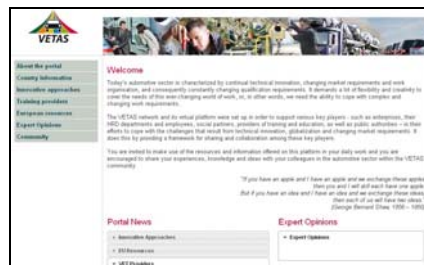 VETAS
About the portal
Country information
Innovative approaches
Training providers
European resources
Expert Opinions
Community
Welcome
Today's automotive sector is characterized by continual technical innovation, changing market requirements and work
organisation, and consequently constantly changing qualification requirements. It demands a lot of flexibility and creativity to
cover the needs of this ever-changing world of work, or, in other words, we need the ability to cope with complex and
changing work requirements.
The VETAS network and its virtual platform were set up in order to support various key players - such as enterprises, their
HRD departments and employees, social partners, providers of training and education, as well as public authorities – in their
efforts to cope with the challenges that result from technical innovation, globalization and changing market requirements. It
does this by providing a framework for sharing and collaboration among these key players.
You are invited to make use of the resources and information offered on this platform in your daily work and you are
encouraged to share your experiences, knowledge and ideas with your colleagues in the automotive sector within the VETAS
community.
"If you have an apple and I have an apple and we exchange these apples
then you and I will still each have one apple.
But if you have an idea and I have an idea and we exchange these ideas,
then each of us will have two ideas."
(George Bernard Shaw, 1856 – 1950)
Portal News
Expert Opinions
Innovative Approaches
Expert Opinions
EU Resources
VET Providers